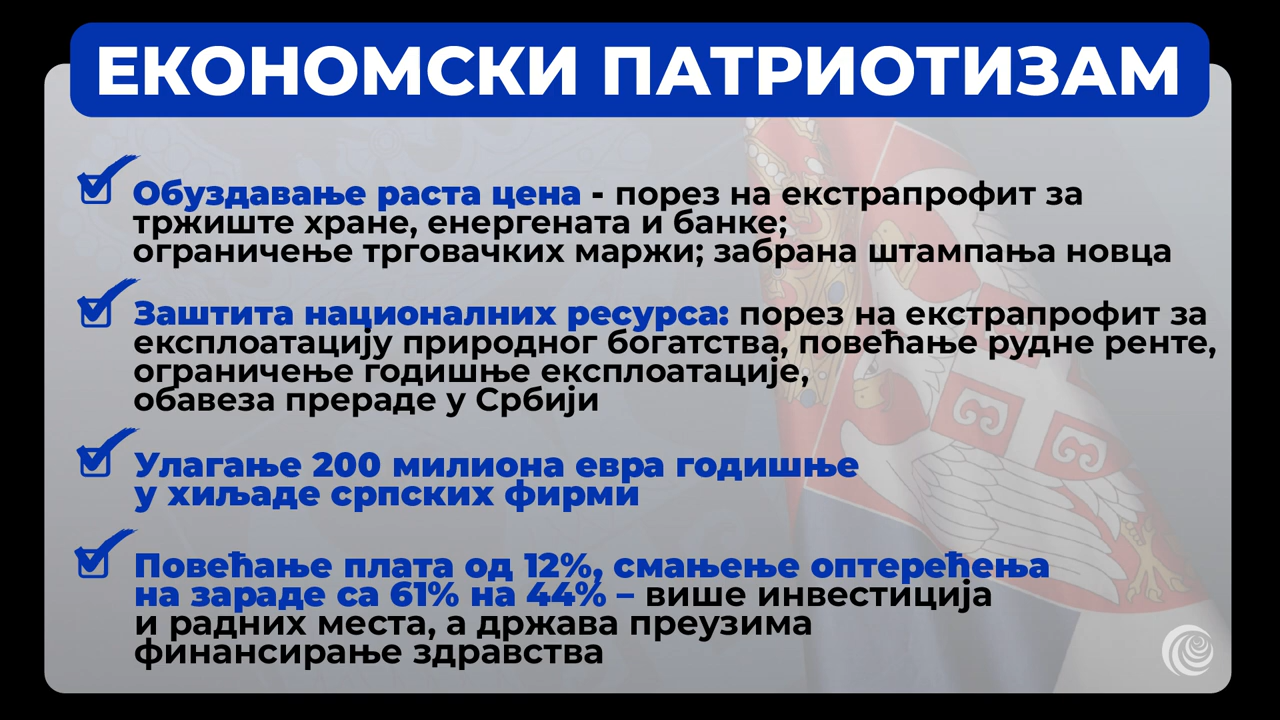 ЕКОНОМСКИ ПАТРИОТИЗАМ
Обуздавање раста цена - порез на екстрапрофит за
тржиште хране, енергената и банке;
ограничење трговачких маржи; забрана штампања новца
Заштита националних ресурса: порез на екстрапрофит за
експлоатацију природног богатства, повећање рудне ренте,
ограничење годишње експлоатације,
обавеза прераде у Србији
Улагање 200 милиона евра годишње
у хиљаде српских фирми
Повећање плата од 12%, смањење оптерећења
на зараде са 61% на 44% – више инвестиција
и радних места, а држава преузима
финансирање здравства